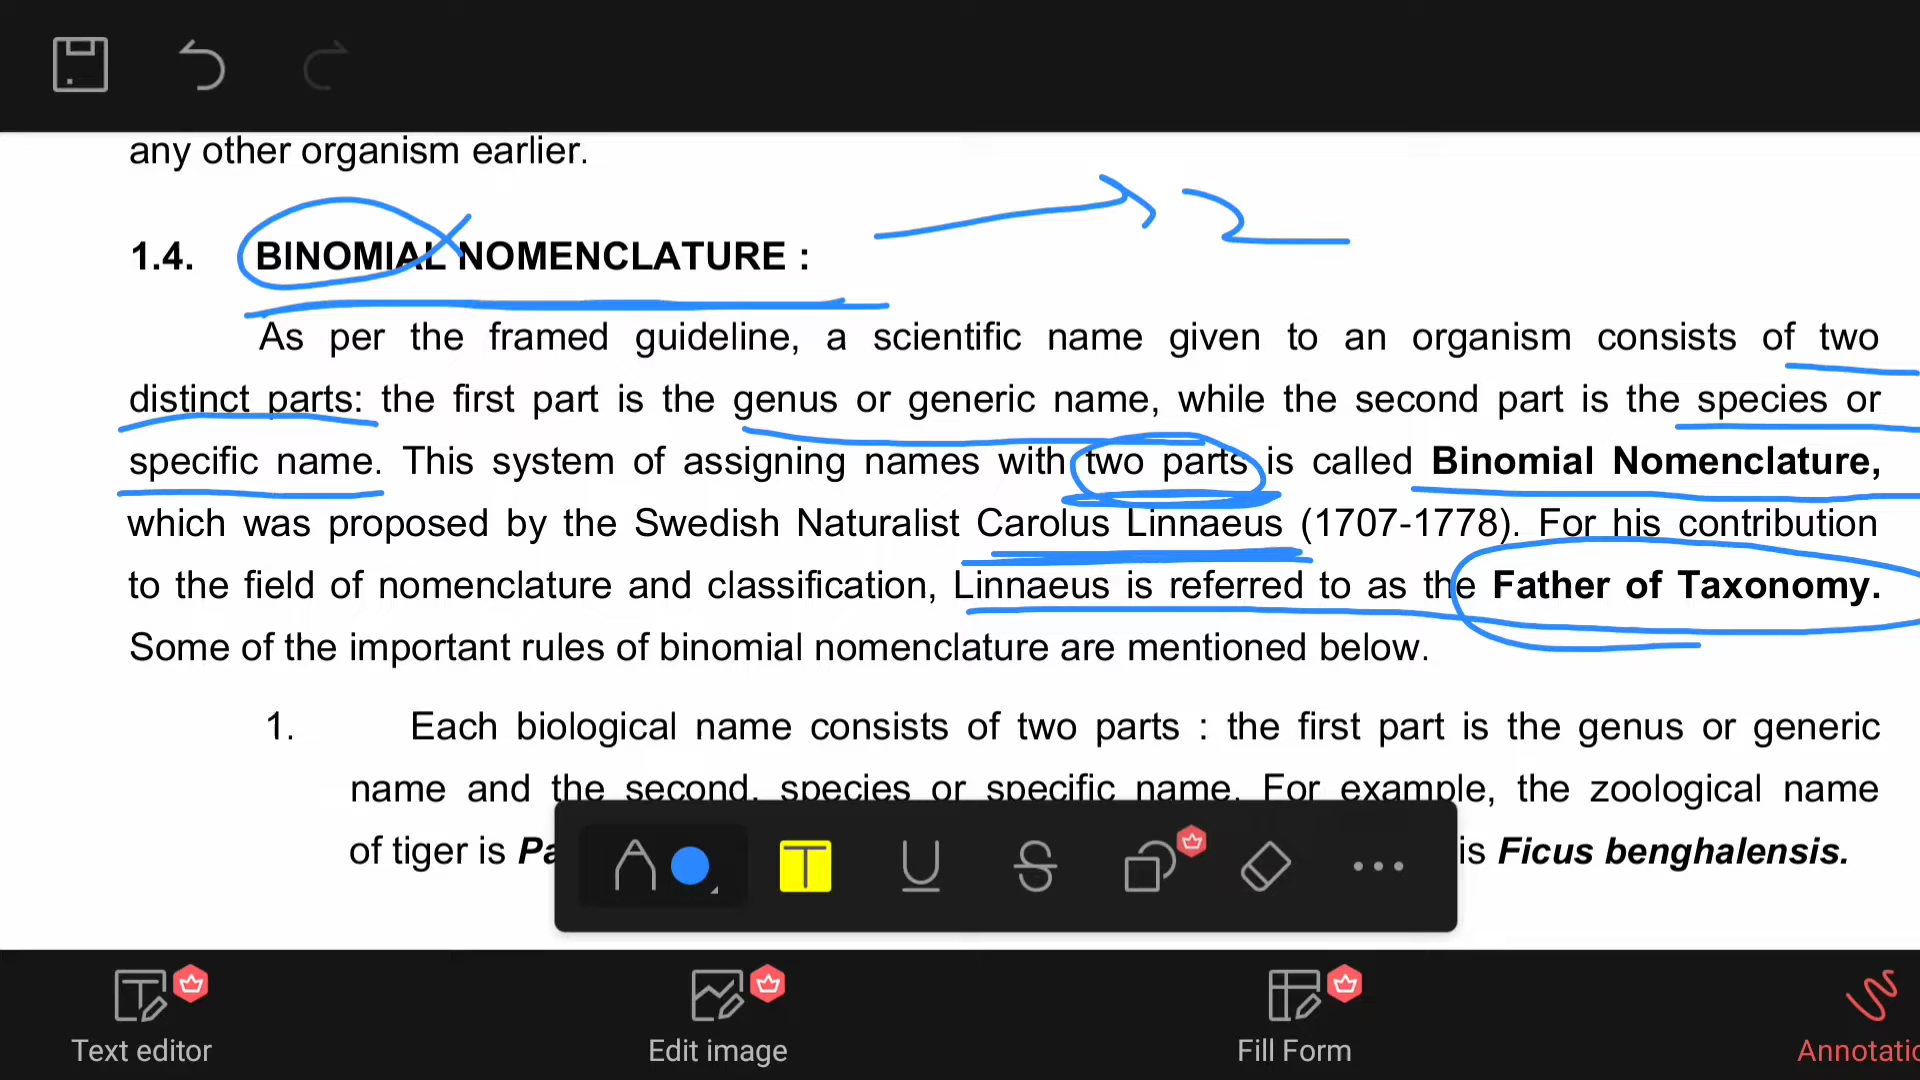 any other organism earlier.
2
1.4. BINOMIAL NOMENCLATURE :
As per the framed guideline, a scientific name given to an organism consists of two
distinct parts: the first part is the genus or generic name, while the second part is the species or
specific name. This system of assigning names with two parts is called Binomial Nomenclature,
which was proposed by the Swedish Naturalist Carolus Linnaeus (1707-1778). For his contribution
to the field of nomenclature and classification, Linnaeus is referred to as the Father of Taxonomy.
Some of the important rules of binomial nomenclature are mentioned below.
1. Each biological name consists of two parts : the first part is the genus or generic
name and the second, species or specific name. For example, the zoological name
of tiger is is Ficus benghalensis.
Text editor
Edit image
Fill Form